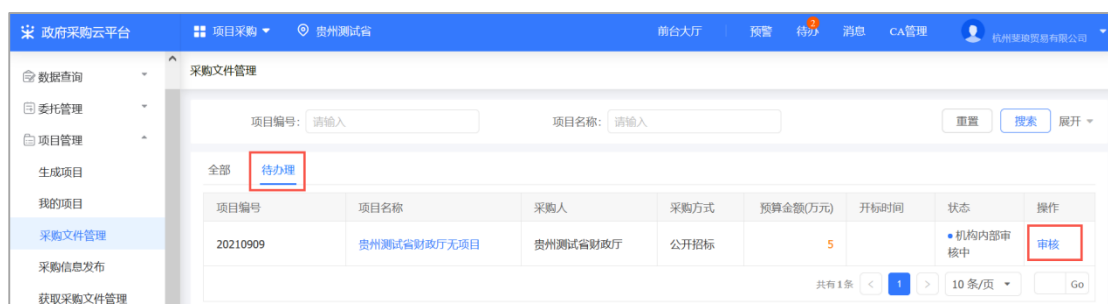 政府采购云平台 项目采购 贵州测试省 前台大厅 预警 待办 2 消息 CA管理 杭州斐琅贸易有限公司
数据查询
委托管理
项目管理
生成项目
我的项目
采购文件管理
采购信息发布
获取采购文件管理
采购文件管理
项目编号: 请输入 项目名称: 请输入 重置 搜索 展开
全部 待办理
项目编号 项目名称 采购人 采购方式 预算金额(万元) 开标时间 状态 操作
20210909 贵州测试省财政厅无项目 贵州测试省财政厅 公开招标 5 机构内部审 审核
核中
共有1条 < 1 > 10 条/页 Go